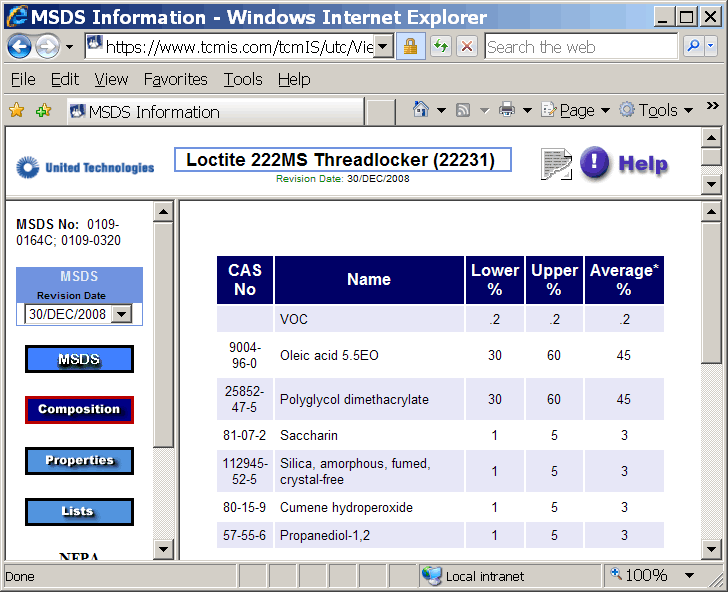 MSDS Information - Windows Internet Explorer
https://www.tcmis.com/tcmIS/utc/Vie
Search the web
File Edit View Favorites Tools Help
MSDS Information
Page Tools »
United Technologies
Loctite 222MS Threadlocker (22231)
Revision Date: 30/DEC/2008
! Help
MSDS No: 0109-
0164C; 0109-0320
MSDS
Revision Date
30/DEC/2008
MSDS
Composition
Properties
Lists
NFPA
CAS No Name Lower % Upper % Average* %
VOC .2 .2 .2
9004-96-0 Oleic acid 5.5EO 30 60 45
25852-47-5 Polyglycol dimethacrylate 30 60 45
81-07-2 Saccharin 1 5 3
112945-52-5 Silica, amorphous, fumed, crystal-free 1 5 3
80-15-9 Cumene hydroperoxide 1 5 3
57-55-6 Propanediol-1,2 1 5 3
Done Local intranet 100%